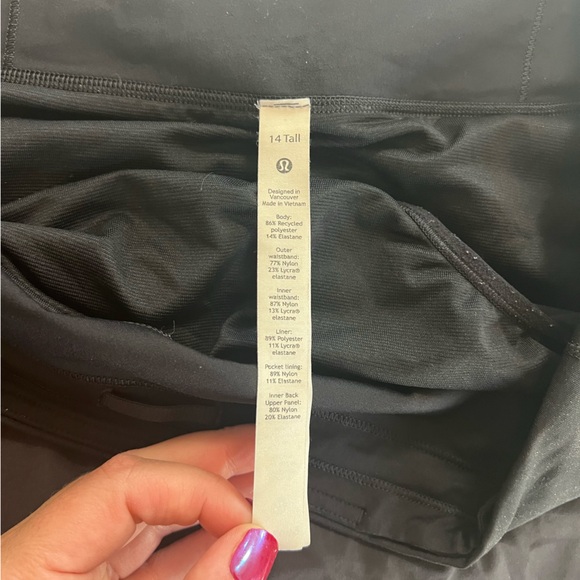 14 Tall
Designed in
Vancouver
Made in Vietnam
Body:
86% Recycled
polyester
14% Elastane
Outer
waistband:
77% Nylon
23% Lycra®
elastane
Inner
waistband:
87% Nylon
13% Lycra®
elastane
Liner:
89% Polyester
11% Lycra®
elastane
Pocket lining:
89% Nylon
11% Elastane
Inner Back
Upper Panel:
80% Nylon
20% Elastane